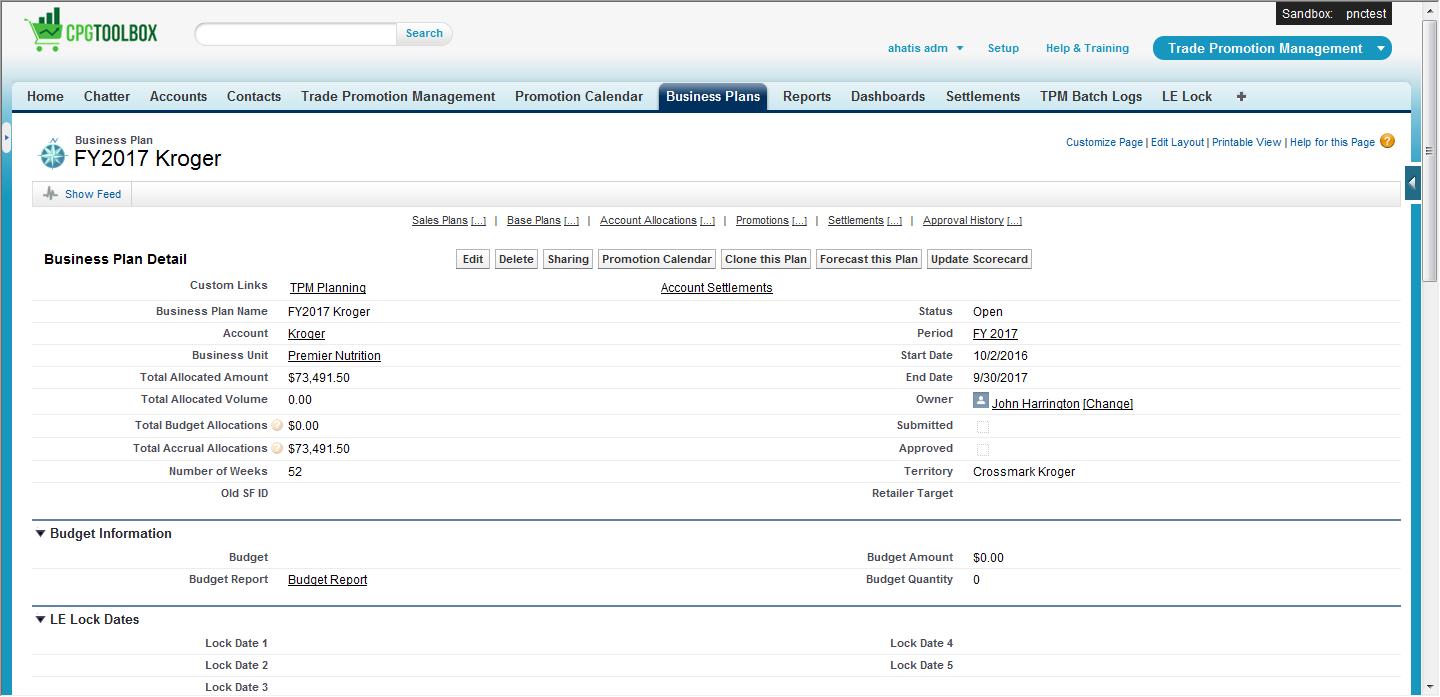 Sandbox: pnctest
CPGTOOLBOX
Search
ahatis adm Setup Help & Training Trade Promotion Management
Home Chatter Accounts Contacts Trade Promotion Management Promotion Calendar Business Plans Reports Dashboards Settlements TPM Batch Logs LE Lock +
Business Plan
FY2017 Kroger
Customize Page | Edit Layout | Printable View | Help for this Page ?
Show Feed
Sales Plans [...] | Base Plans [...] | Account Allocations [...] | Promotions [...] | Settlements [...] | Approval History [...]
Business Plan Detail Edit Delete Sharing Promotion Calendar Clone this Plan Forecast this Plan Update Scorecard
Custom Links TPM Planning Account Settlements
Business Plan Name FY2017 Kroger Status Open
Account Kroger Period FY 2017
Business Unit Premier Nutrition Start Date 10/2/2016
Total Allocated Amount $73,491.50 End Date 9/30/2017
Total Allocated Volume 0.00 Owner John Harrington [Change]
Total Budget Allocations ? $0.00 Submitted
Total Accrual Allocations ? $73,491.50 Approved
Number of Weeks 52 Territory Crossmark Kroger
Old SF ID Retailer Target
Budget Information
Budget Budget Amount $0.00
Budget Report Budget Report Budget Quantity 0
LE Lock Dates
Lock Date 1 Lock Date 4
Lock Date 2 Lock Date 5
Lock Date 3